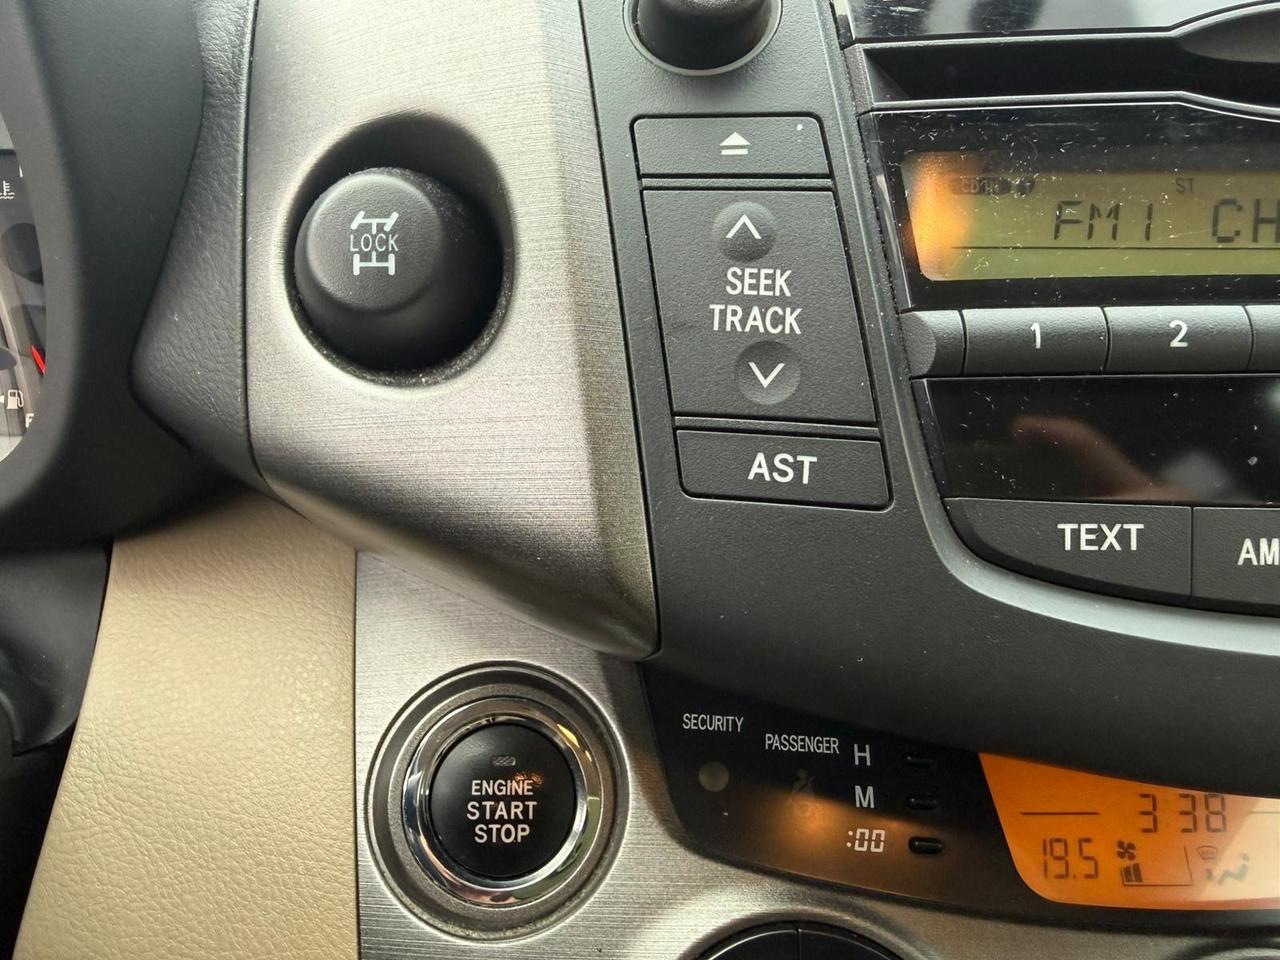 LOCK
SEEK
TRACK
AST
ST
FM1 CH
1
2
TEXT
AM
ENGINE
START
STOP
SECURITY
PASSENGER
H
M
:00
3:38
19.5